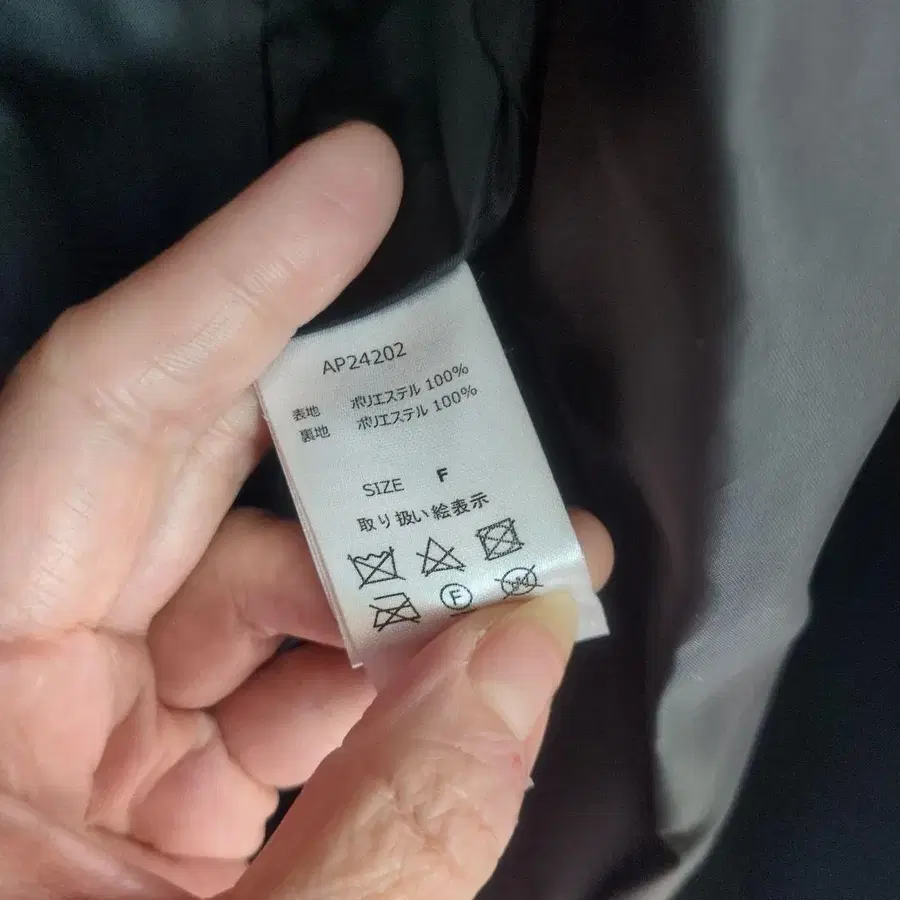 AP24202
表地 ポリエステル 100%
裏地 ポリエステル 100%
SIZE F
取り扱い絵表示
F